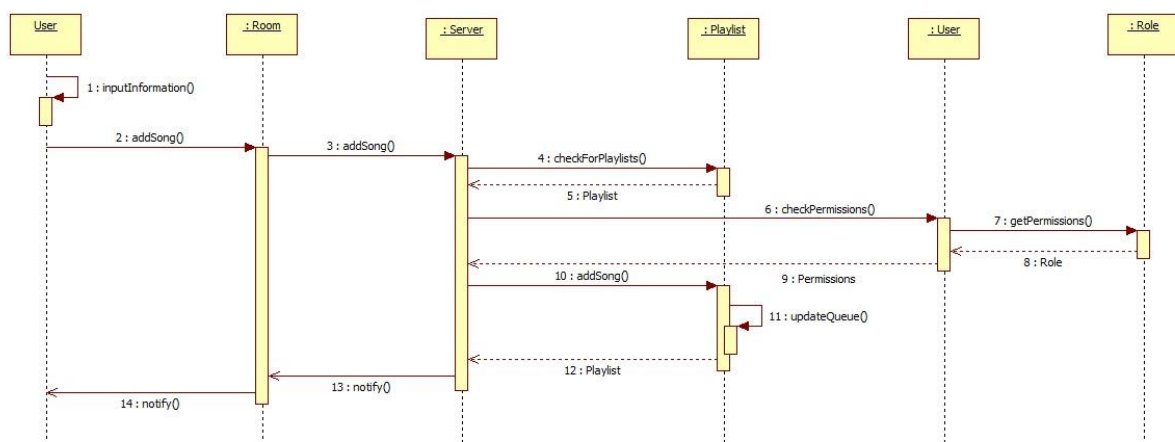 User
: Room
: Server
: Playlist
: User
: Role
1 : inputInformation()
2 : addSong()
3 : addSong()
4 : checkForPlaylists()
5 : Playlist
6 : checkPermissions()
7 : getPermissions()
8 : Role
9 : Permissions
10 : addSong()
11 : updateQueue()
12 : Playlist
13 : notify()
14 : notify()